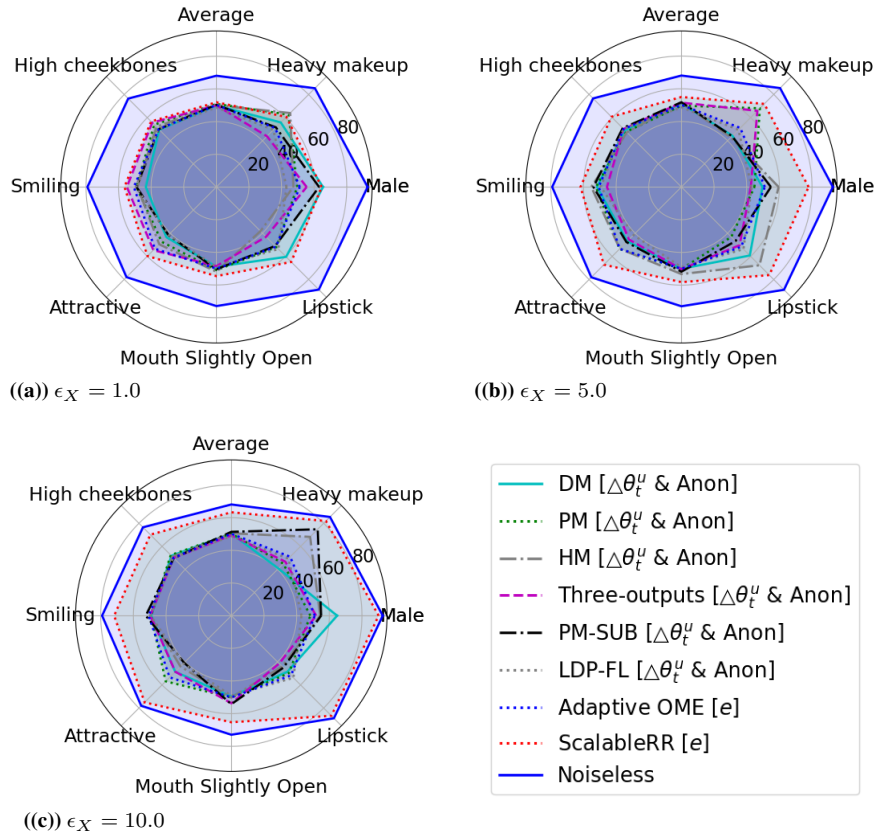 Average
High cheekbones
Heavy makeup
Smiling
20
40
60
80
Male
Attractive
Lipstick
Mouth Slightly Open
((a)) ϵ_X = 1.0
Average
High cheekbones
Heavy makeup
Smiling
20
40
60
80
Male
Attractive
Lipstick
Mouth Slightly Open
((b)) ϵ_X = 5.0
Average
High cheekbones
Heavy makeup
Smiling
20
40
60
80
Male
Attractive
Lipstick
Mouth Slightly Open
((c)) ϵ_X = 10.0
DM [△θ_t^u & Anon]
PM [△θ_t^u & Anon]
HM [△θ_t^u & Anon]
Three-outputs [△θ_t^u & Anon]
PM-SUB [△θ_t^u & Anon]
LDP-FL [△θ_t^u & Anon]
Adaptive OME [e]
ScalableRR [e]
Noiseless